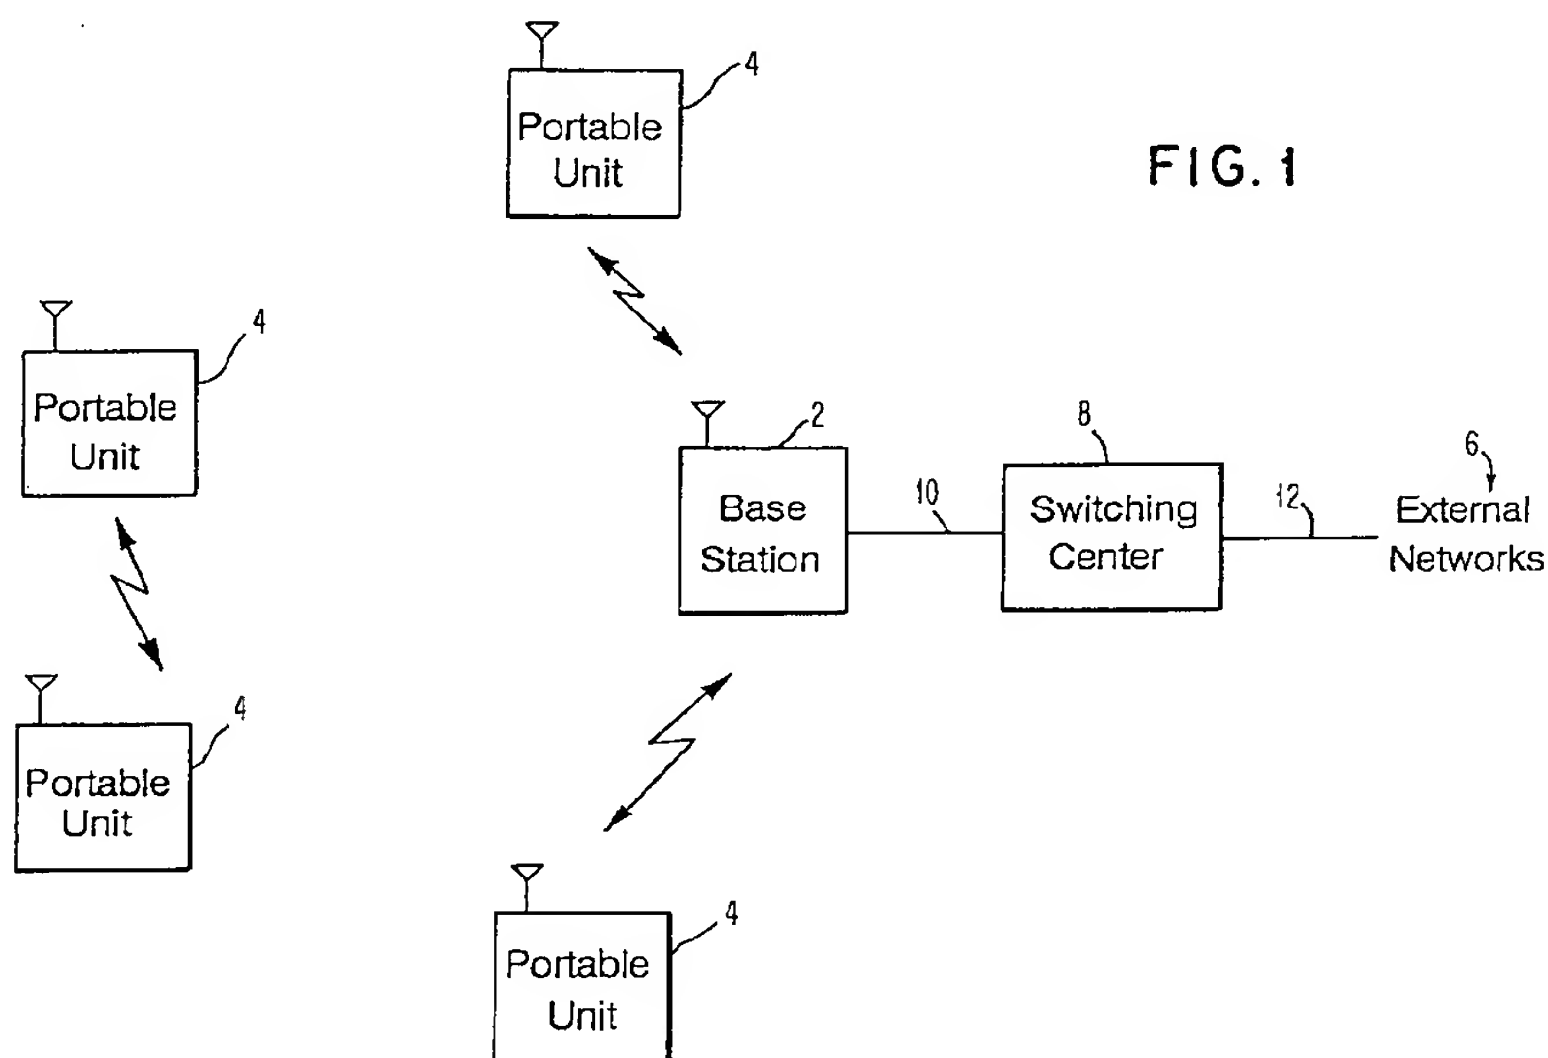 4
Portable
Unit
FIG. 1
4
Portable
Unit
2
8
6
Base
Station
10
Switching
Center
12
External
Networks
4
Portable
Unit
4
Portable
Unit